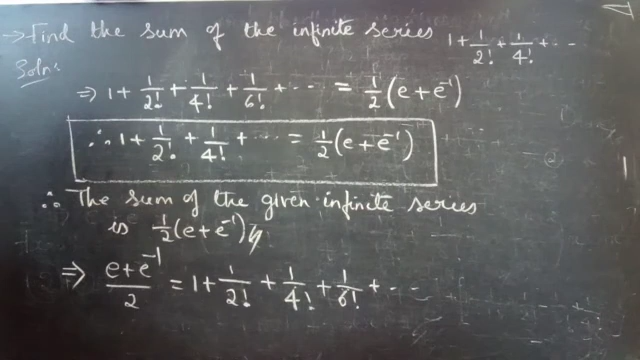 → Find the sum of the infinite series 1 + 1/2! + 1/4! + ...
Soln:
⇒ 1 + 1/2! + 1/4! + 1/6! + ... = 1/2 (e + e⁻¹)
∴ 1 + 1/2! + 1/4! + ... = 1/2 (e + e⁻¹)
∴ The sum of the given infinite series
is 1/2 (e + e⁻¹)//
⇒ (e + e⁻¹)/2 = 1 + 1/2! + 1/4! + 1/6! + ...